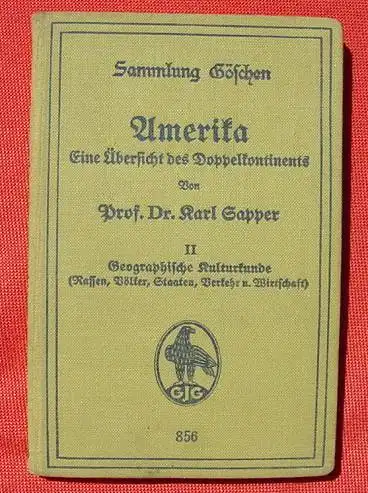 Sammlung Göschen
Amerika
Eine Übersicht des Doppelkontinents
Von
Prof. Dr. Karl Sapper
II
Geographische Kulturkunde
(Rassen, Völker, Staaten, Verkehr u. Wirtschaft)
GJG
856